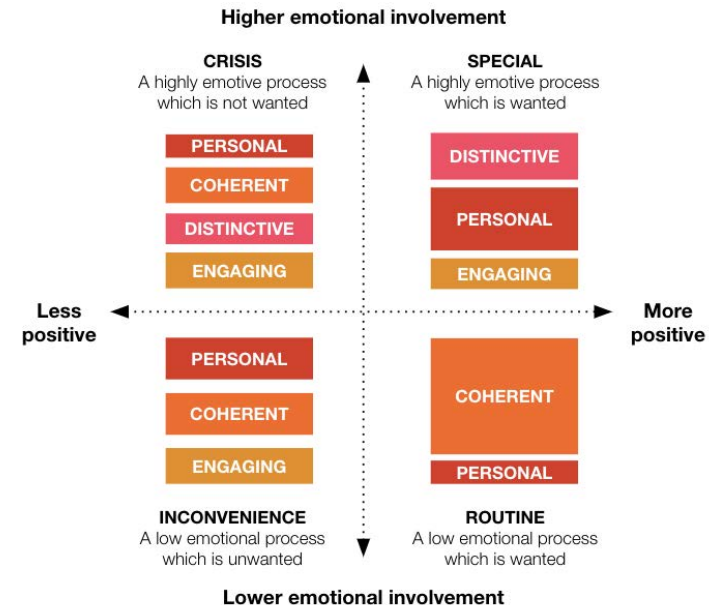 Higher emotional involvement
CRISIS
A highly emotive process
which is not wanted
PERSONAL
COHERENT
DISTINCTIVE
ENGAGING
SPECIAL
A highly emotive process
which is wanted
DISTINCTIVE
PERSONAL
ENGAGING
Less
positive
More
positive
PERSONAL
COHERENT
ENGAGING
INCONVENIENCE
A low emotional process
which is unwanted
COHERENT
PERSONAL
ROUTINE
A low emotional process
which is wanted
Lower emotional involvement